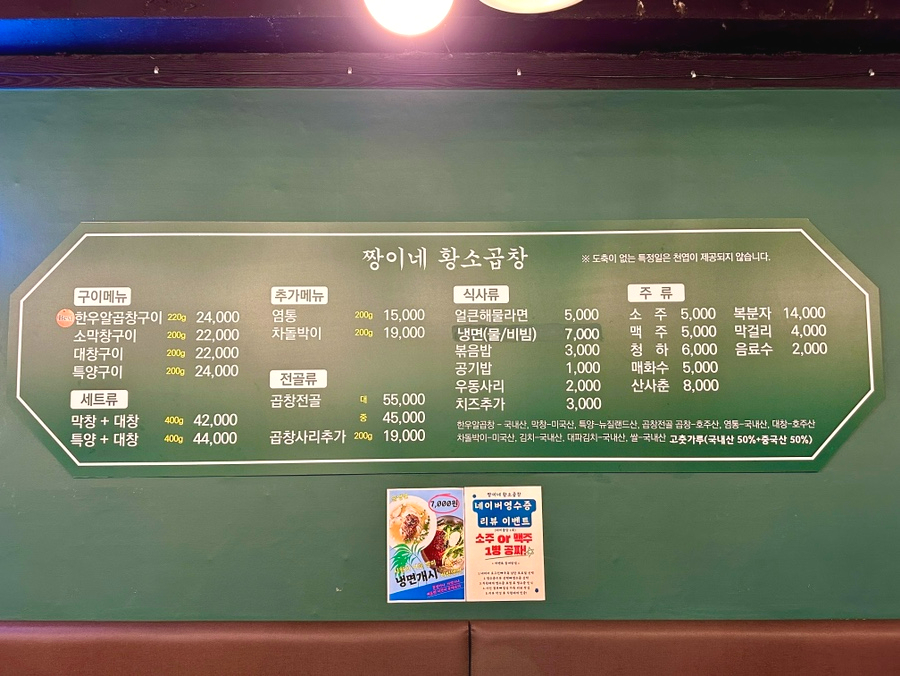 짱이네 황소곱창
※ 도축이 없는 특정일은 천엽이 제공되지 않습니다.
구이메뉴
한우알곱창구이 220g 24,000
소막창구이 200g 22,000
대창구이 200g 22,000
특양구이 200g 24,000
세트류
막창 + 대창 400g 42,000
특양 + 대창 400g 44,000
추가메뉴
염통 200g 15,000
차돌박이 200g 19,000
전골류
곱창전골 대 55,000
중 45,000
곱창사리추가 200g 19,000
식사류
얼큰해물라면 5,000
냉면(물/비빔) 7,000
볶음밥 3,000
공기밥 1,000
우동사리 2,000
치즈추가 3,000
주 류
소 주 5,000
맥 주 5,000
청 하 6,000
매화수 5,000
산사춘 8,000
복분자 14,000
막걸리 4,000
음료수 2,000
한우알곱창 - 국내산, 막창-미국산, 특양-뉴질랜드산, 곱창전골 곱창-호주산, 염통-국내산, 대창-호주산
차돌박이-미국산, 김치-국내산, 대파김치-국내산, 쌀-국내산 고춧가루(국내산 50%+중국산 50%)
7,000원
냉면개시
짱이네 황소곱창
네이버영수증
리뷰 이벤트
소주 or 맥주
1병 공짜!